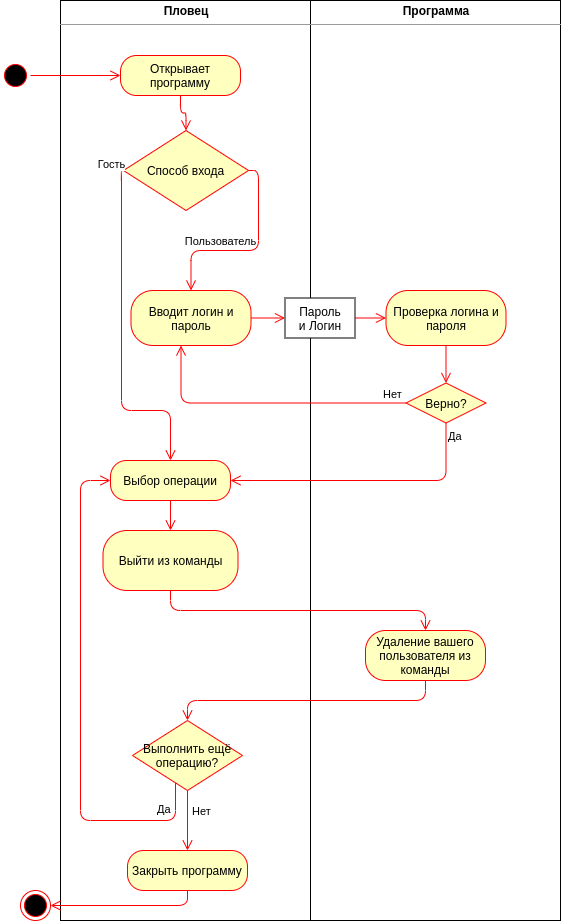 Пловец
Программа
Открывает
программу
Гость
Способ входа
Пользователь
Вводит логин и
пароль
Пароль
и Логин
Проверка логина и
пароля
Нет
Верно?
Да
Выбор операции
Выйти из команды
Удаление вашего
пользователя из
команды
Выполнить ещё
операцию?
Да
Нет
Закрыть программу